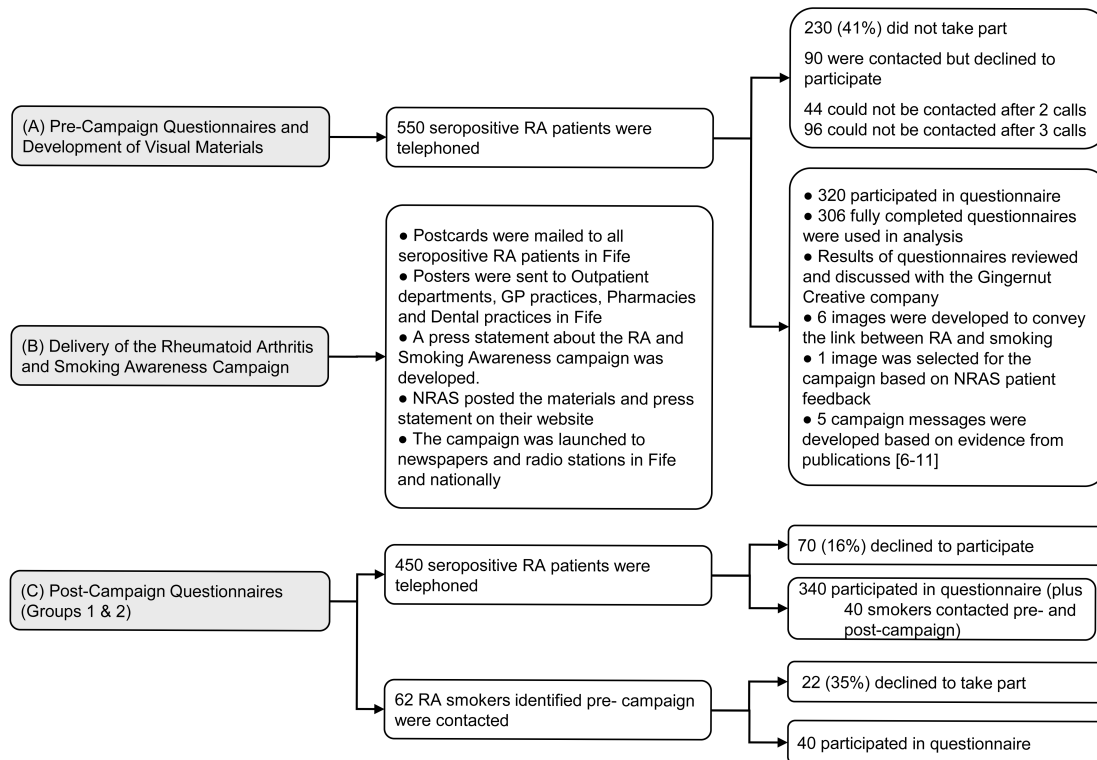 (A) Pre-Campaign Questionnaires and
Development of Visual Materials
550 seropositive RA patients were
telephoned
230 (41%) did not take part
90 were contacted but declined to
participate
44 could not be contacted after 2 calls
96 could not be contacted after 3 calls
● 320 participated in questionnaire
● 306 fully completed questionnaires
were used in analysis
● Results of questionnaires reviewed
and discussed with the Gingernut
Creative company
● 6 images were developed to convey
the link between RA and smoking
● 1 image was selected for the
campaign based on NRAS patient
feedback
● 5 campaign messages were
developed based on evidence from
publications [6-11]
(B) Delivery of the Rheumatoid Arthritis
and Smoking Awareness Campaign
● Postcards were mailed to all
seropositive RA patients in Fife
● Posters were sent to Outpatient
departments, GP practices, Pharmacies
and Dental practices in Fife
● A press statement about the RA and
Smoking Awareness campaign was
developed.
● NRAS posted the materials and press
statement on their website
● The campaign was launched to
newspapers and radio stations in Fife
and nationally
(C) Post-Campaign Questionnaires
(Groups 1 & 2)
450 seropositive RA patients were
telephoned
70 (16%) declined to participate
340 participated in questionnaire (plus
40 smokers contacted pre- and
post-campaign)
62 RA smokers identified pre- campaign
were contacted
22 (35%) declined to take part
40 participated in questionnaire